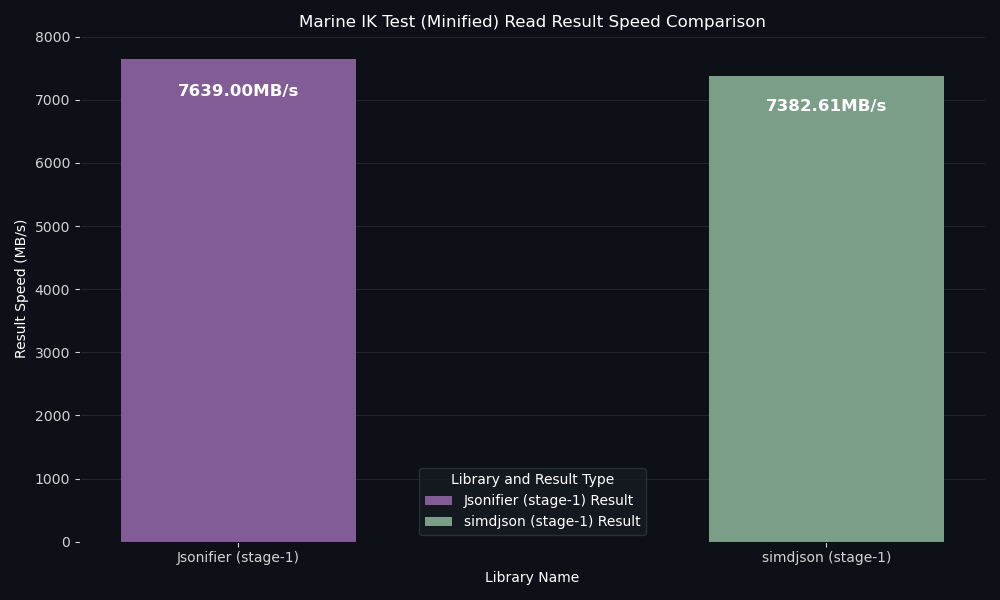 Marine IK Test (Minified) Read Result Speed Comparison
8000
7000
6000
5000
4000
3000
2000
1000
0
Result Speed (MB/s)
7639.00MB/s
7382.61MB/s
Library and Result Type
Jsonifier (stage-1) Result
simdjson (stage-1) Result
Jsonifier (stage-1)
simdjson (stage-1)
Library Name